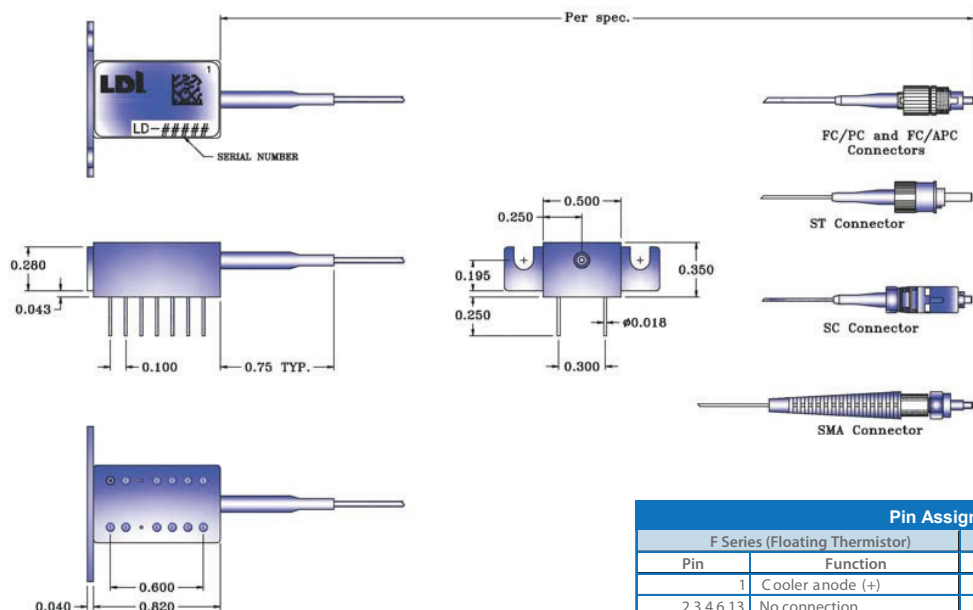 Per spec.
LDI
1
LD-#####
SERIAL NUMBER
FC/PC and FC/APC
Connectors
ST Connector
0.500
0.250
0.280
0.195
0.350
0.043
0.250
ø0.018
0.100
0.75 TYP.
0.300
SC Connector
SMA Connector
0.600
0.040
0.820
Pin Assign
F Series (Floating Thermistor)
Pin Function
1 Cooler anode (+)
2,3,4,6,13 No connection